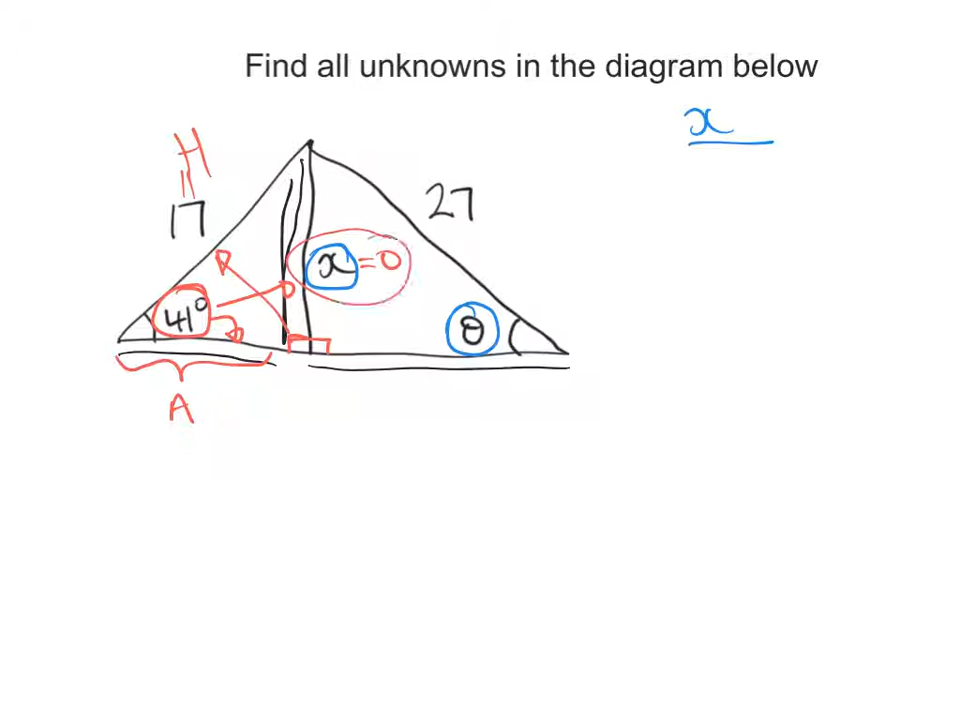 Find all unknowns in the diagram below
x
H
=
17
27
x = O
41°
θ
A